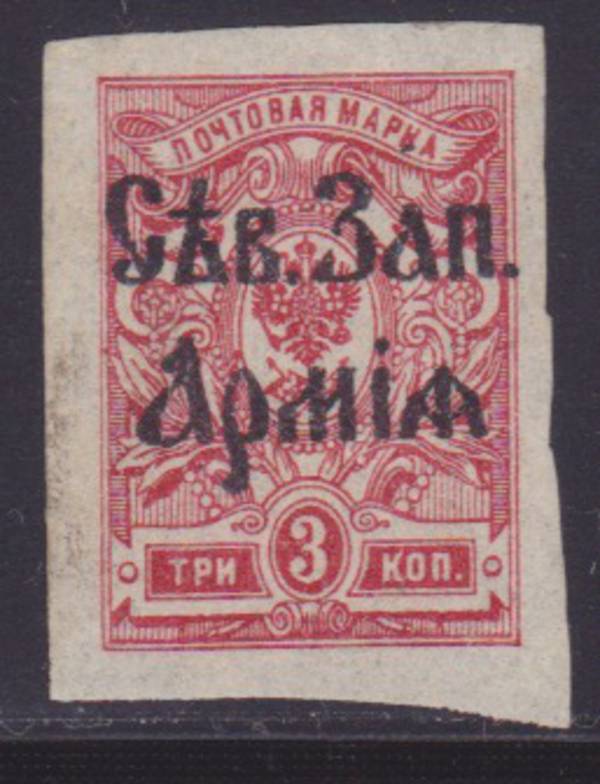 ПОЧТОВАЯ МАРКА
Сѣв. Зап.
Армія
3
ТРИ КОП.